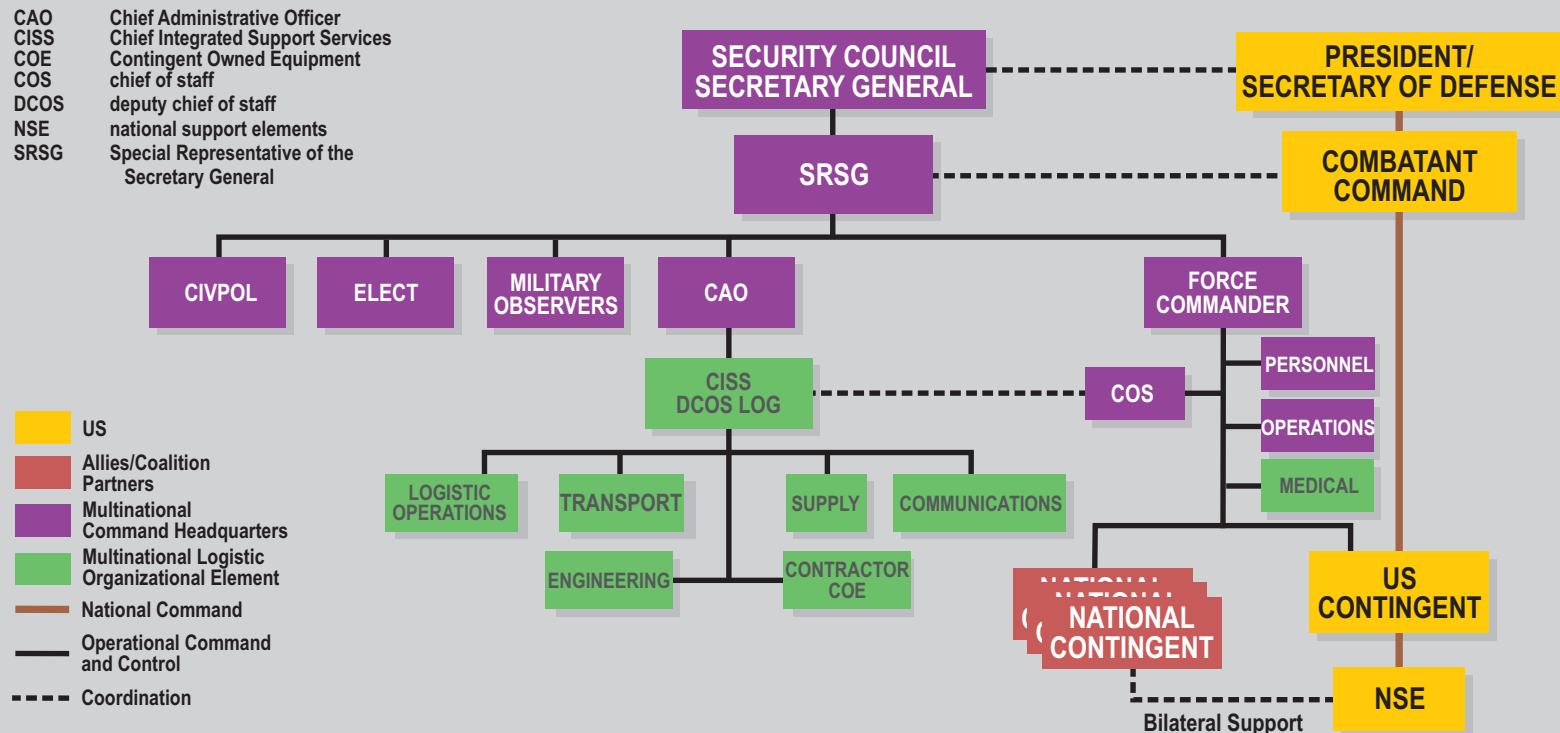 CAO Chief Administrative Officer
CISS Chief Integrated Support Services
COE Contingent Owned Equipment
COS chief of staff
DCOS deputy chief of staff
NSE national support elements
SRSG Special Representative of the
Secretary General
SECURITY COUNCIL
SECRETARY GENERAL
PRESIDENT/
SECRETARY OF DEFENSE
SRSG
COMBATANT
COMMAND
CIVPOL
ELECT
MILITARY
OBSERVERS
CAO
FORCE
COMMANDER
CISS
DCOS LOG
COS
PERSONNEL
OPERATIONS
MEDICAL
LOGISTIC
OPERATIONS
TRANSPORT
SUPPLY
COMMUNICATIONS
ENGINEERING
CONTRACTOR
COE
NATIONAL
NATIONAL
NATIONAL
CONTINGENT
US
CONTINGENT
NSE
Bilateral Support
US
Allies/Coalition
Partners
Multinational
Command Headquarters
Multinational Logistic
Organizational Element
National Command
Operational Command
and Control
Coordination